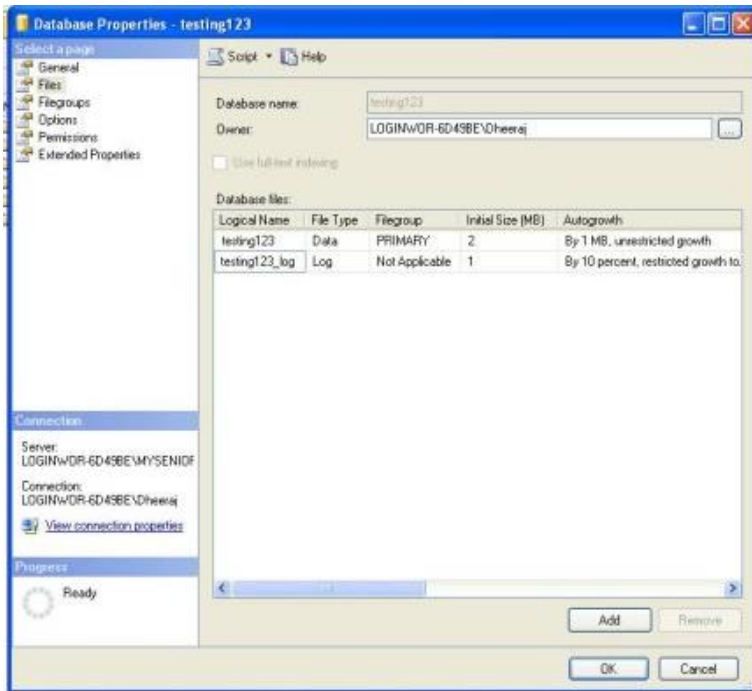 Database Properties - testing123
Select a page
General
Files
Filegroups
Options
Permissions
Extended Properties
Script
Help
Database name:
testing123
Owner:
LOGINWOR-6D49BE\Dheeraj
...
Use full-text indexing
Database files:
Logical Name File Type Filegroup Initial Size (MB) Autogrowth
testing123 Data PRIMARY 2 By 1 MB, unrestricted growth
testing123_log Log Not Applicable 1 By 10 percent, restricted growth to
Connection
Server:
LOGINWOR-6D49BE\MYSENIOR
Connection:
LOGINWOR-6D49BE\Dheeraj
View connection properties
Progress
Ready
Add Remove
OK Cancel